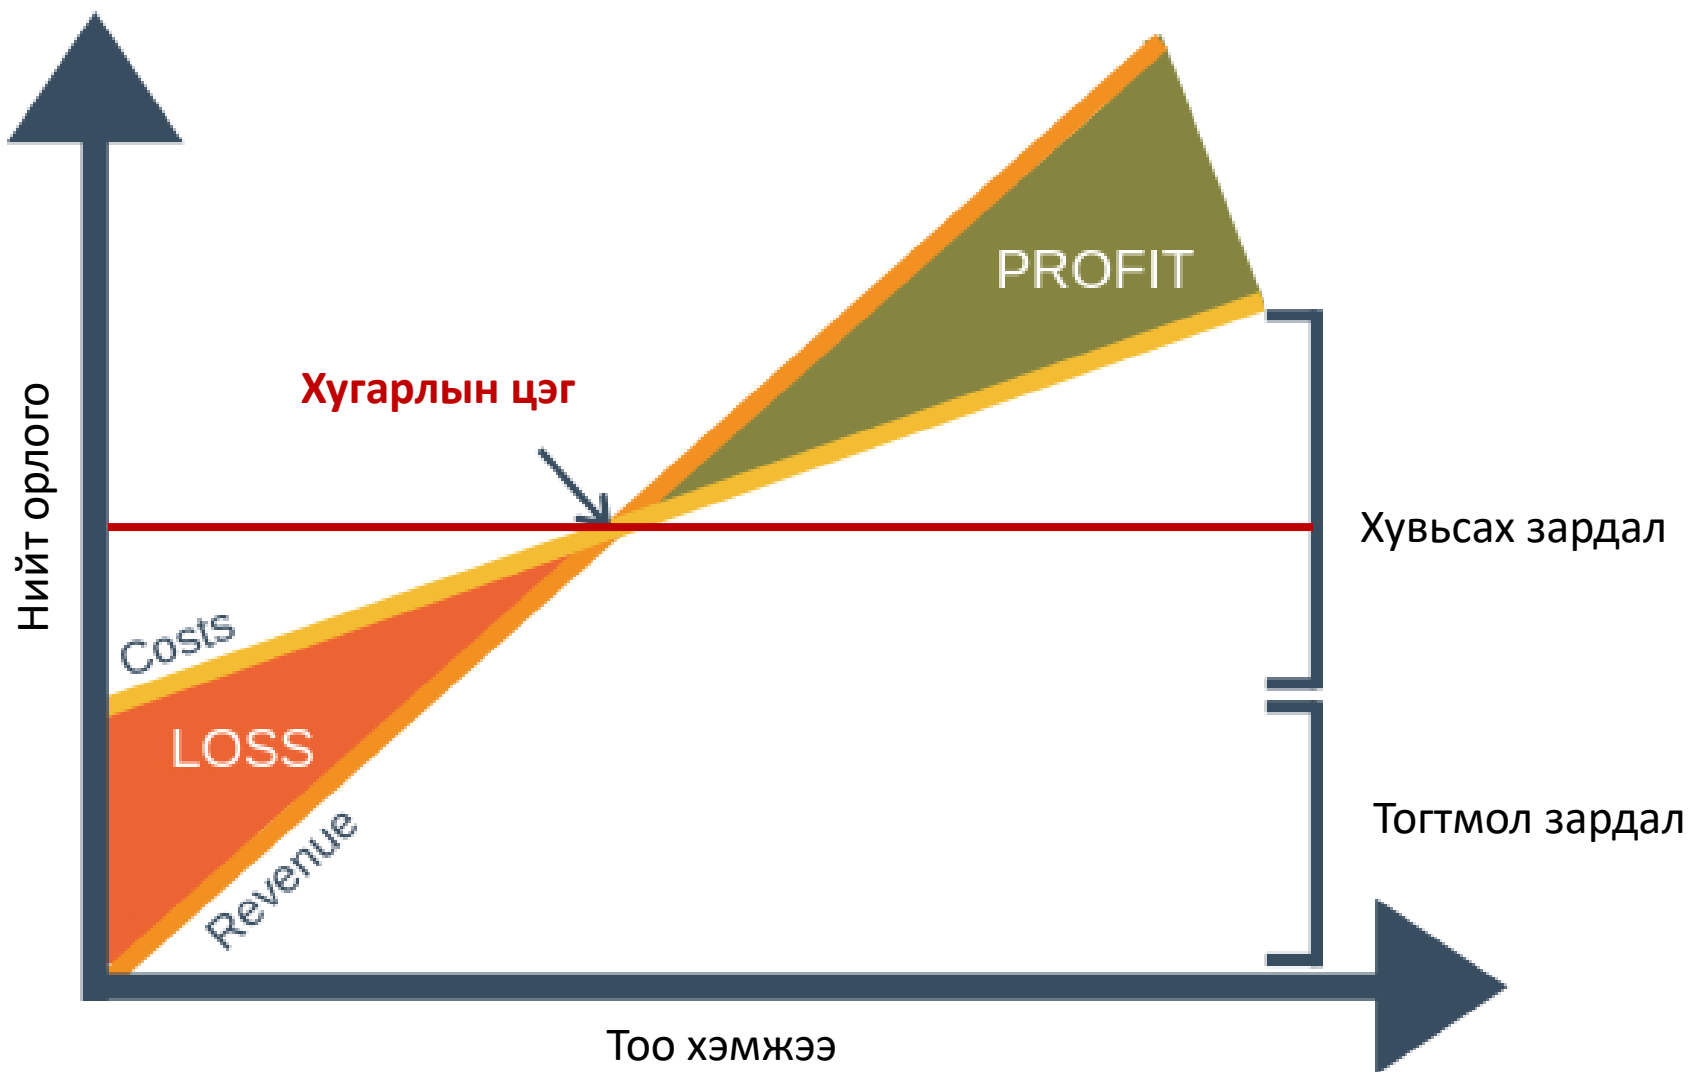 PROFIT
Хугарлын цэг
Нийт орлого
Хувьсах зардал
Costs
LOSS
Тогтмол зардал
Revenue
Тоо хэмжээ